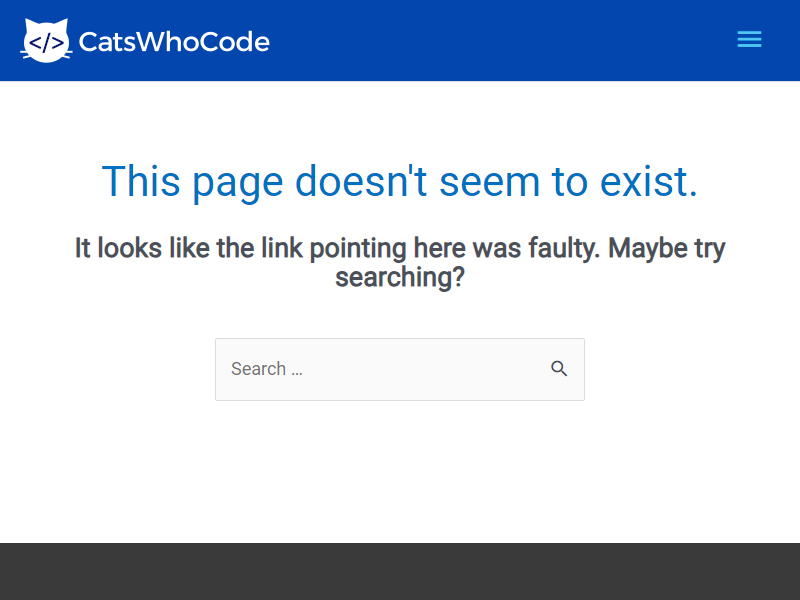 </> CatsWhoCode
This page doesn't seem to exist.
It looks like the link pointing here was faulty. Maybe try
searching?
Search ...